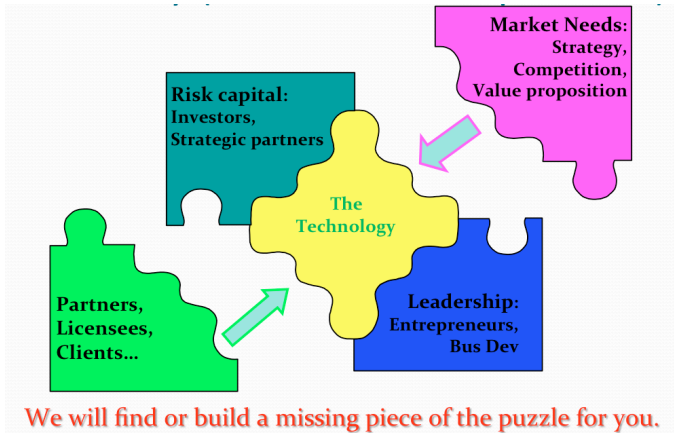 Market Needs:
Strategy,
Competition,
Value proposition
Risk capital:
Investors,
Strategic partners
The
Technology
Partners,
Licensees,
Clients...
Leadership:
Entrepreneurs,
Bus Dev
We will find or build a missing piece of the puzzle for you.